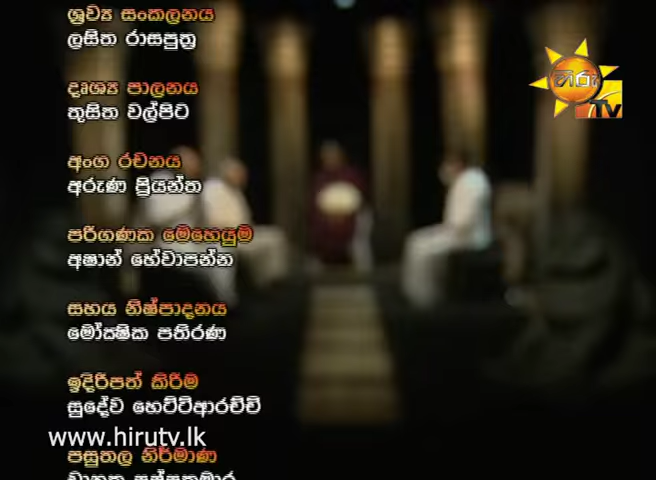 ශ්‍රව්‍ය සංකලනය
ලසිත රාසපුත්‍ර
හිරු
TV
දෘශ්‍ය පාලනය
තුසිත වල්පිට
අංග රචනය
අරුණ ප්‍රියන්ත
පරිගණක මෙහෙයුම
අෂාන් හේවාපන්න
සහය නිෂ්පාදනය
මෝක්‍ෂික පතිරණ
ඉදිරිපත් කිරීම
සුදේව හෙට්ටිආරච්චි
www.hirutv.lk
පසුතල නිර්මාණ